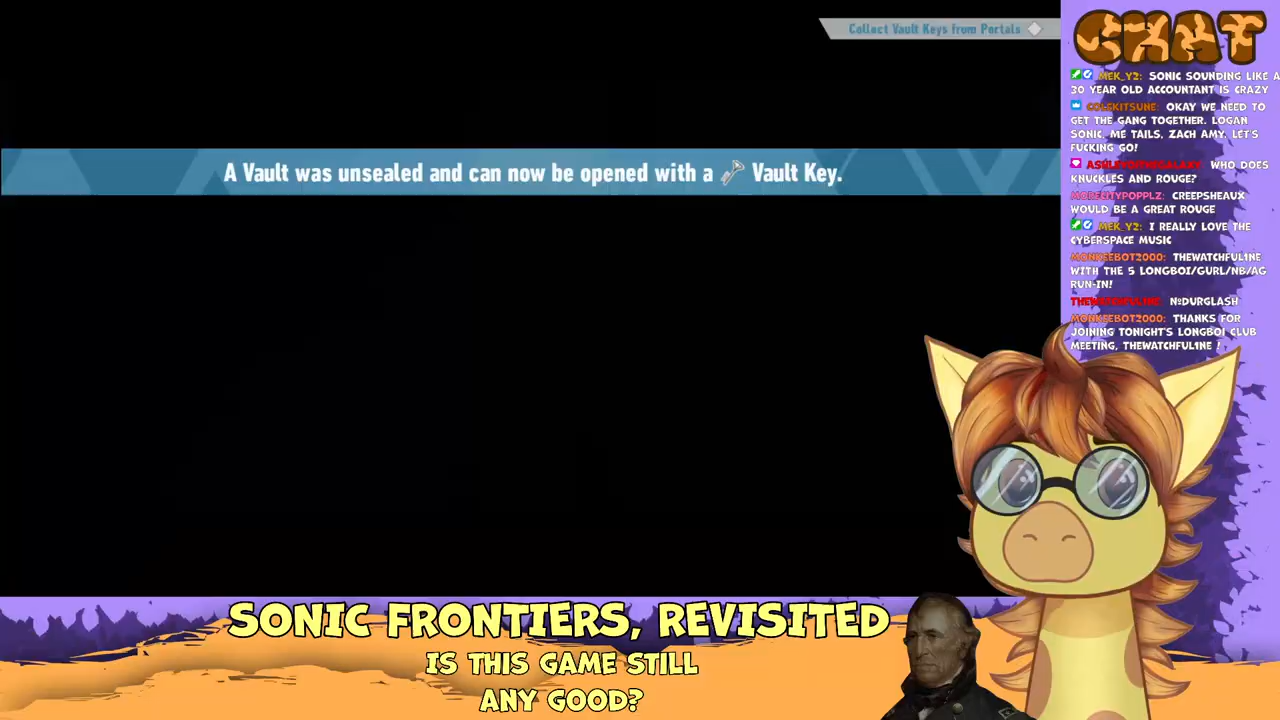 Collect Vault Keys from Portals
A Vault was unsealed and can now be opened with a Vault Key.
CHAT
MEK_Y2: SONIC SOUNDING LIKE A
30 YEAR OLD ACCOUNTANT IS CRAZY
COLEKITSUNE: OKAY WE NEED TO
GET THE GANG TOGETHER. LOGAN
SONIC, ME TAILS, ZACH AMY, LET'S
FUCKING GO!
WHO DOES
KNUCKLES AND ROUGE?
MORECITYPOPPLZ: CREEPSHEAUX
WOULD BE A GREAT ROUGE
MEK_Y2: I REALLY LOVE THE
CYBERSPACE MUSIC
MONKEEBOT2000: THEWATCHFUL1NE
WITH THE 5 LONGBOI/GURL/NB/AG
RUN-IN!
THEWATCHFUL1NE: №DURGLASH
MONKEEBOT2000: THANKS FOR
JOINING TONIGHT'S LONGBOI CLUB
MEETING, THEWATCHFUL1NE !
SONIC FRONTIERS, REVISITED
IS THIS GAME STILL
ANY GOOD?